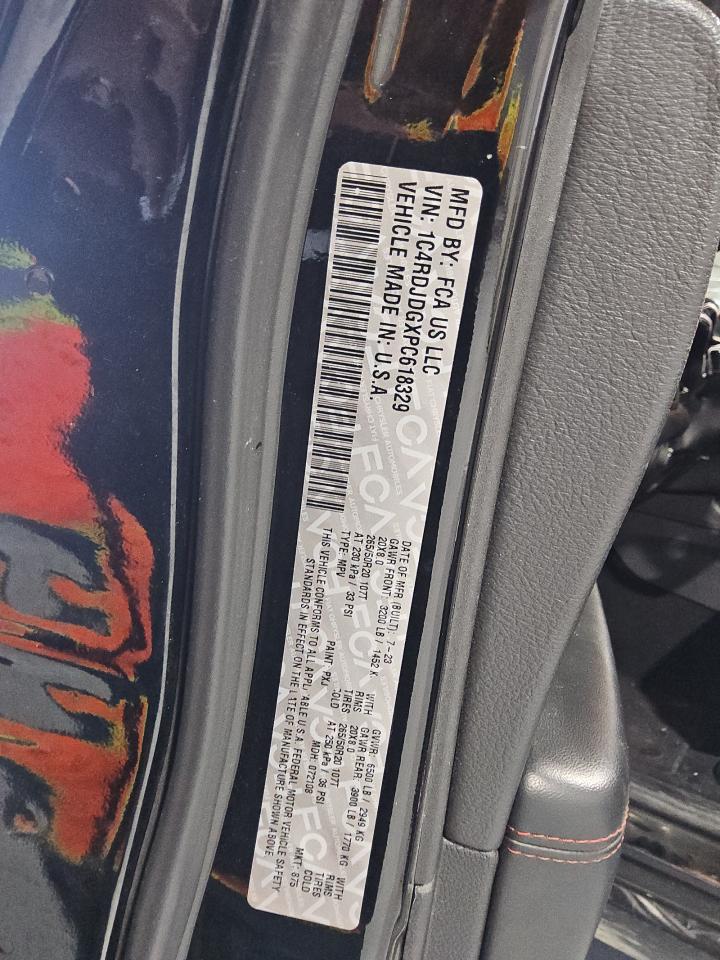 MFD BY: FCA US LLC
VIN: 1C4RDJDGXPC618329
VEHICLE MADE IN: U.S.A.
DATE OF MFR (BUILT): 7-23 GVWR: 6500 LB / 2949 KG
GAWR FRONT: 3200 LB / 1452 K WITH GAWR REAR: 3900 LB / 1770 KG WITH
20X8.0 RIMS 20X8.0 RIMS
265/50R20 107T TIRES 265/50R20 107T TIRES
AT 230 kPa / 33 PSI COLD AT 250 kPa / 36 PSI COLD
TYPE: MPV PAINT: PXJ MDH: 072108 MKT: 875
THIS VEHICLE CONFORMS TO ALL APPLICABLE U.S.A. FEDERAL MOTOR VEHICLE SAFETY
STANDARDS IN EFFECT ON THE DATE OF MANUFACTURE SHOWN ABOVE
FCA